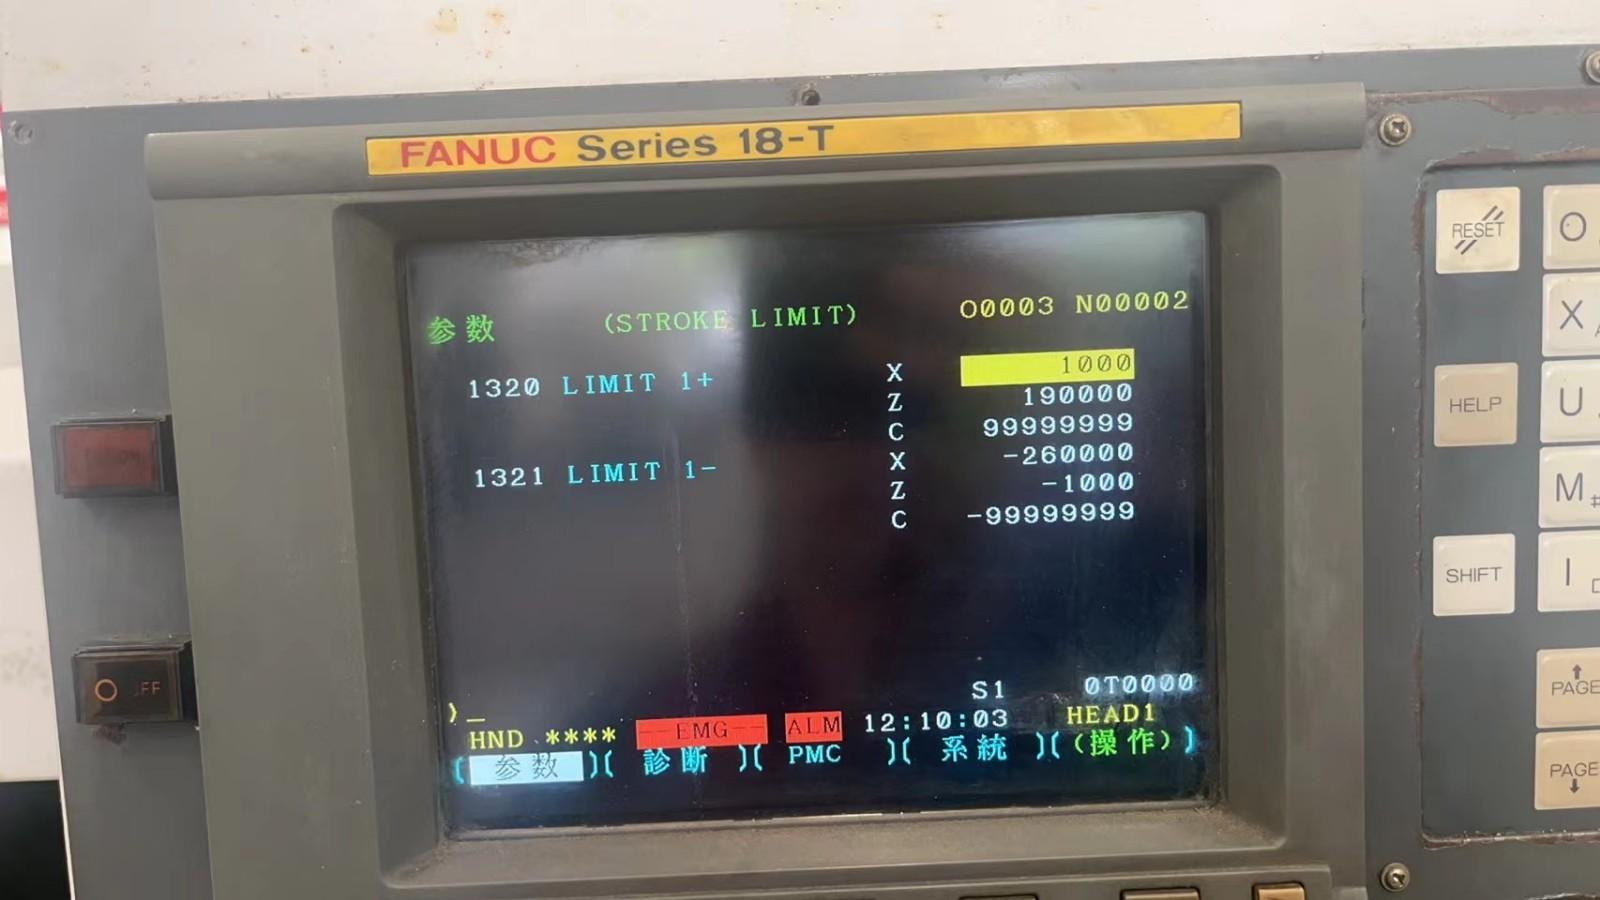 FANUC Series 18-T
参数 (STROKE LIMIT) O0003 N00002
1320 LIMIT 1+ X 1000
Z 190000
C 99999999
1321 LIMIT 1- X -260000
Z -1000
C -99999999
S1 0T0000
>_
HND **** --EMG-- ALM 12:10:03 HEAD1
(参数)(診断)(PMC)(系統)((操作))
OFF
RESET
HELP
SHIFT
O
X
U
M
I
PAGE
PAGE